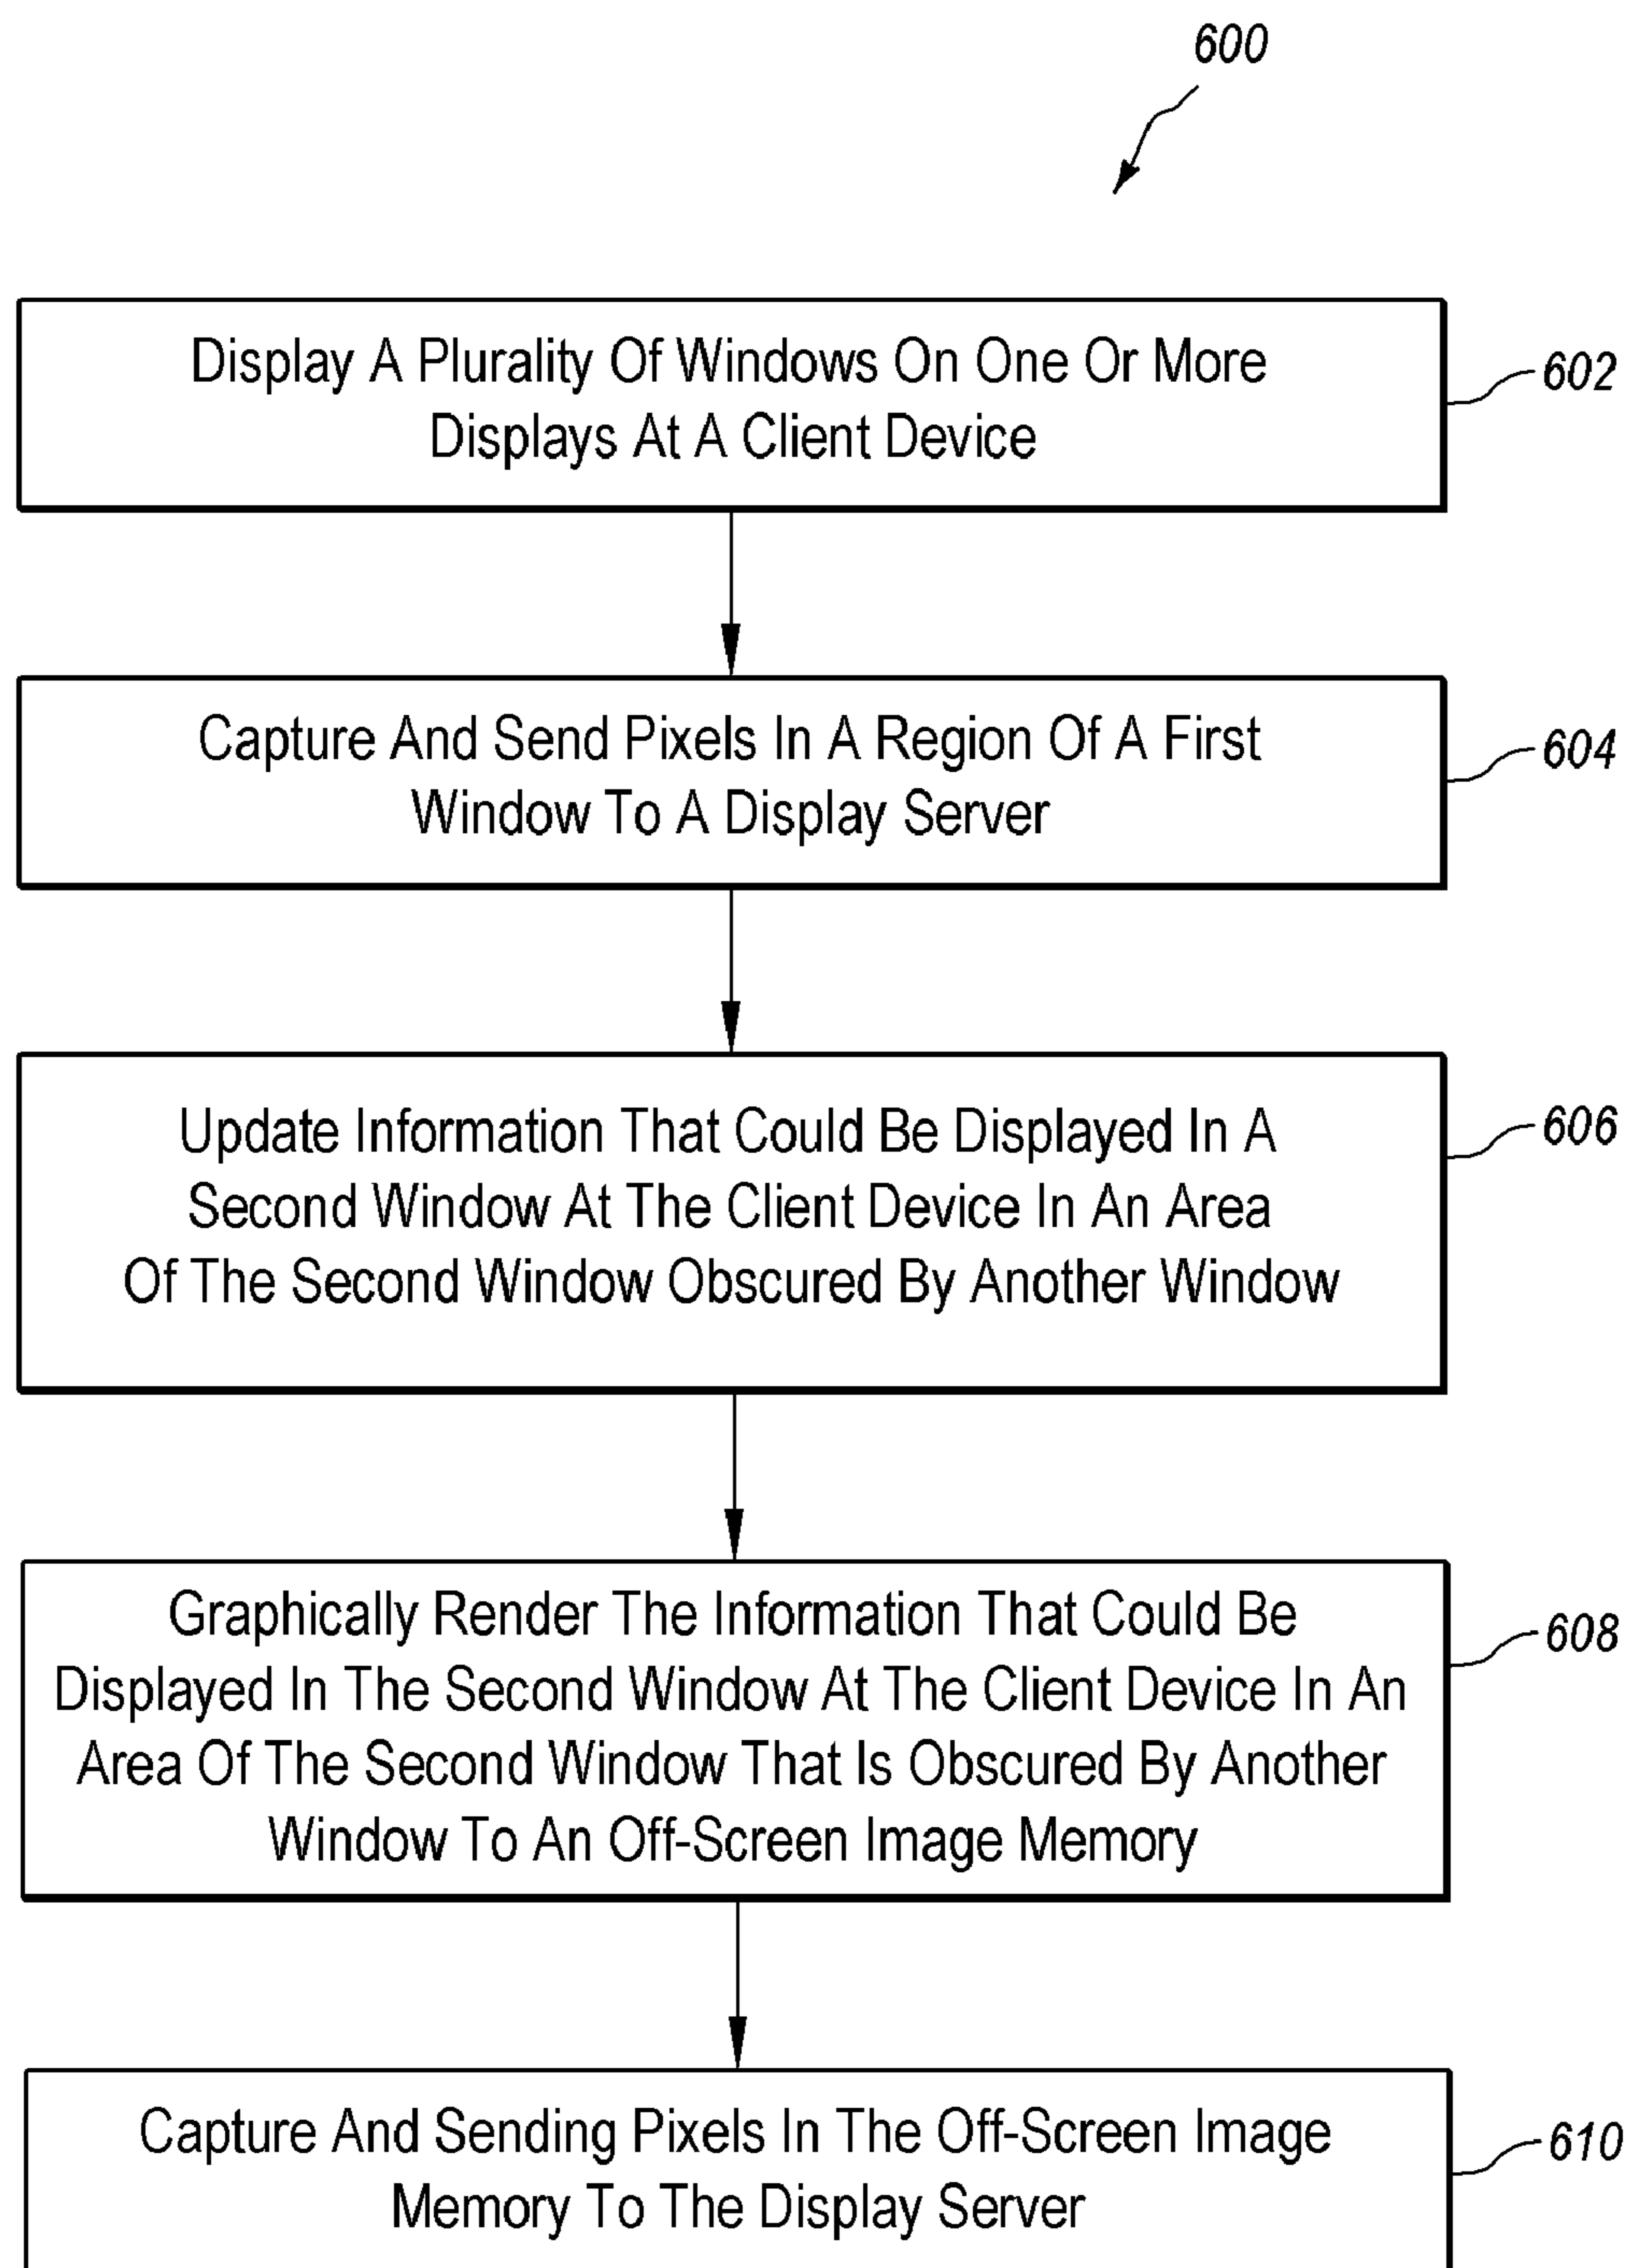 600
Display A Plurality Of Windows On One Or More
Displays At A Client Device
602
Capture And Send Pixels In A Region Of A First
Window To A Display Server
604
Update Information That Could Be Displayed In A
Second Window At The Client Device In An Area
Of The Second Window Obscured By Another Window
606
Graphically Render The Information That Could Be
Displayed In The Second Window At The Client Device In An
Area Of The Second Window That Is Obscured By Another
Window To An Off-Screen Image Memory
608
Capture And Sending Pixels In The Off-Screen Image
Memory To The Display Server
610